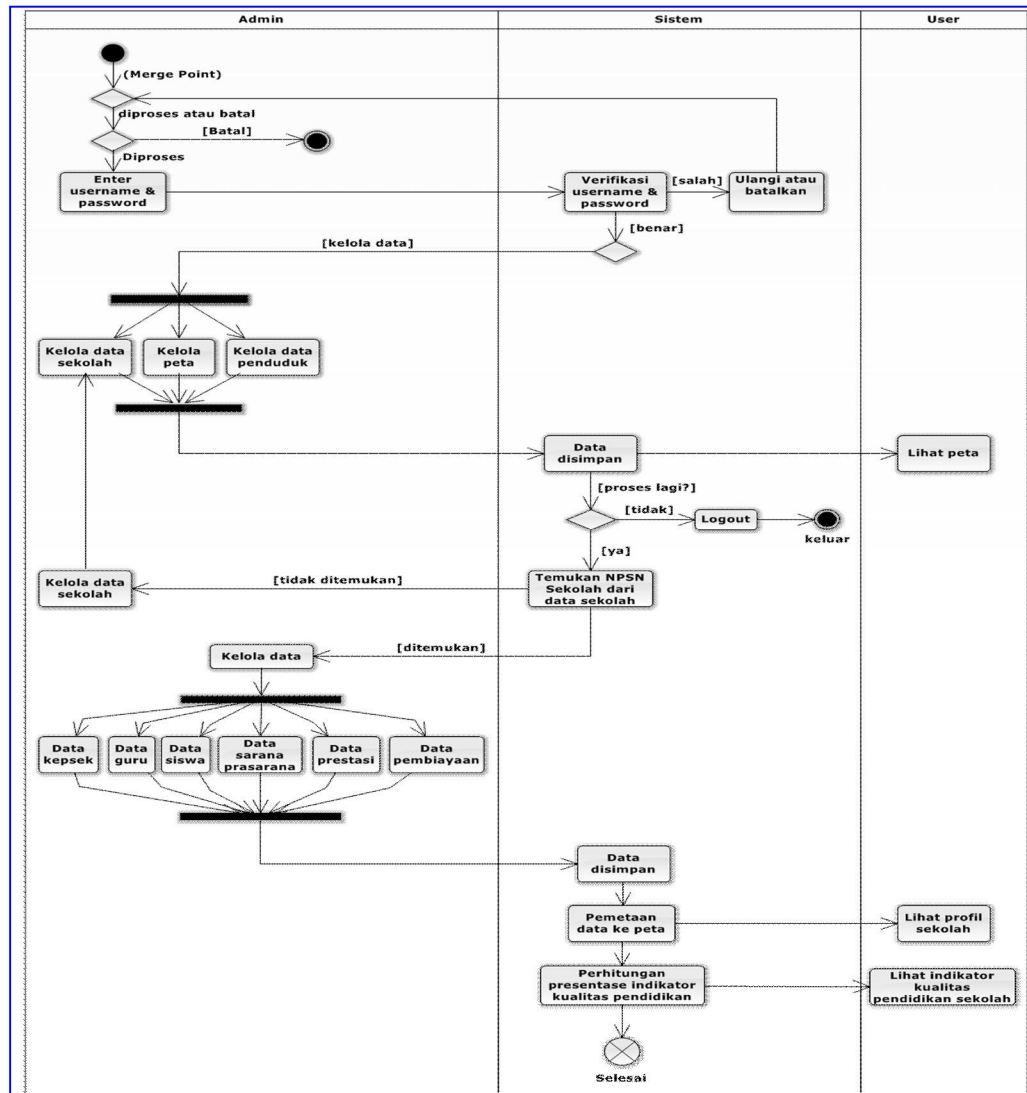 Admin
Sistem
User
(Merge Point)
diproses atau batal
[Batal]
Diproses
Enter
username &
password
Verifikasi
username &
password
[salah]
Ulangi atau
batalkan
[benar]
[kelola data]
Kelola data
sekolah
Kelola
peta
Kelola data
penduduk
Data
disimpan
Lihat peta
[proses lagi?]
[tidak]
Logout
keluar
[ya]
Temukan NPSN
Sekolah dari
data sekolah
[tidak ditemukan]
Kelola data
sekolah
[ditemukan]
Kelola data
Data
kepsek
Data
guru
Data
siswa
Data
sarana
prasarana
Data
prestasi
Data
pembiayaan
Data
disimpan
Pemetaan
data ke peta
Lihat profil
sekolah
Perhitungan
presentase indikator
kualitas pendidikan
Lihat indikator
kualitas
pendidikan sekolah
Selesai